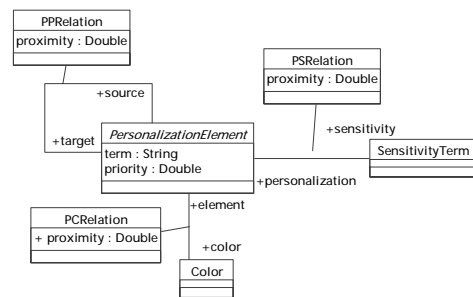 PPRelation
proximity : Double
PSRelation
proximity : Double
+source
+target
PersonalizationElement
term : String
priority : Double
+sensitivity
SensitivityTerm
+personalization
+element
PCRelation
+ proximity : Double
+color
Color